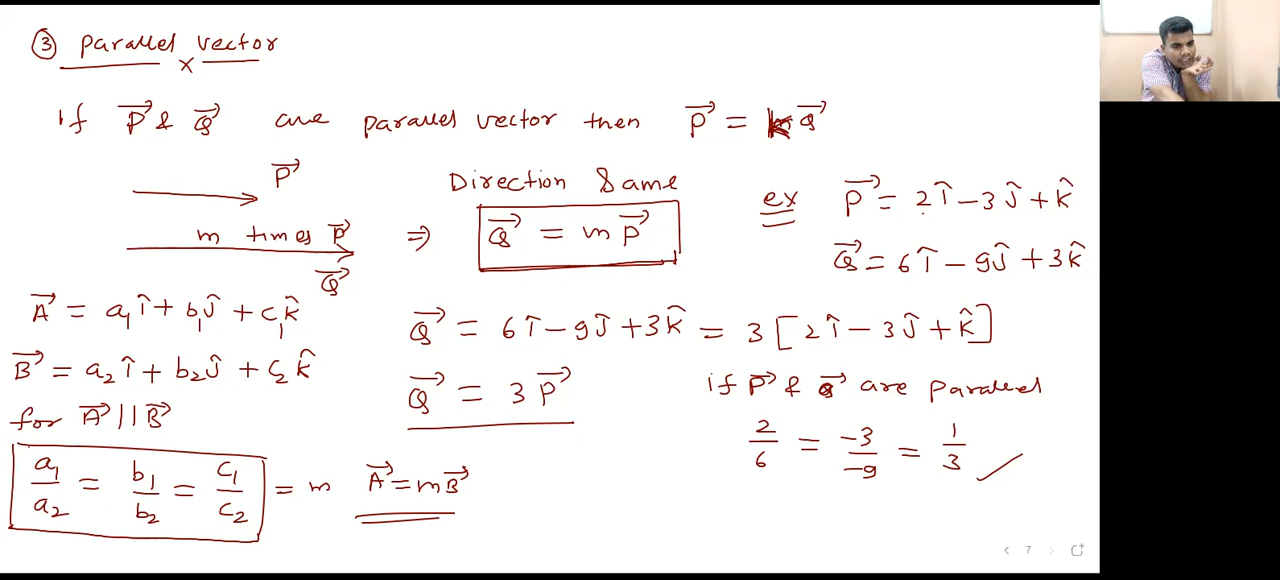 ③ Parallel vector
×
if P⃗ & Q⃗ are parallel vector then P⃗ = k Q⃗
P⃗
m times P⃗
Q⃗
⇒ Direction Same
Q⃗ = m P⃗
ex P⃗ = 2î − 3ĵ + k̂
Q⃗ = 6î − 9ĵ + 3k̂
A⃗ = a₁î + b₁ĵ + c₁k̂
B⃗ = a₂î + b₂ĵ + c₂k̂
for A⃗ || B⃗
a₁/a₂ = b₁/b₂ = c₁/c₂ = m A⃗ = mB⃗
Q⃗ = 6î − 9ĵ + 3k̂ = 3 [2î − 3ĵ + k̂]
Q⃗ = 3 P⃗
if P⃗ & Q⃗ are parallel
2/6 = −3/−9 = 1/3 ✓
< 7 >